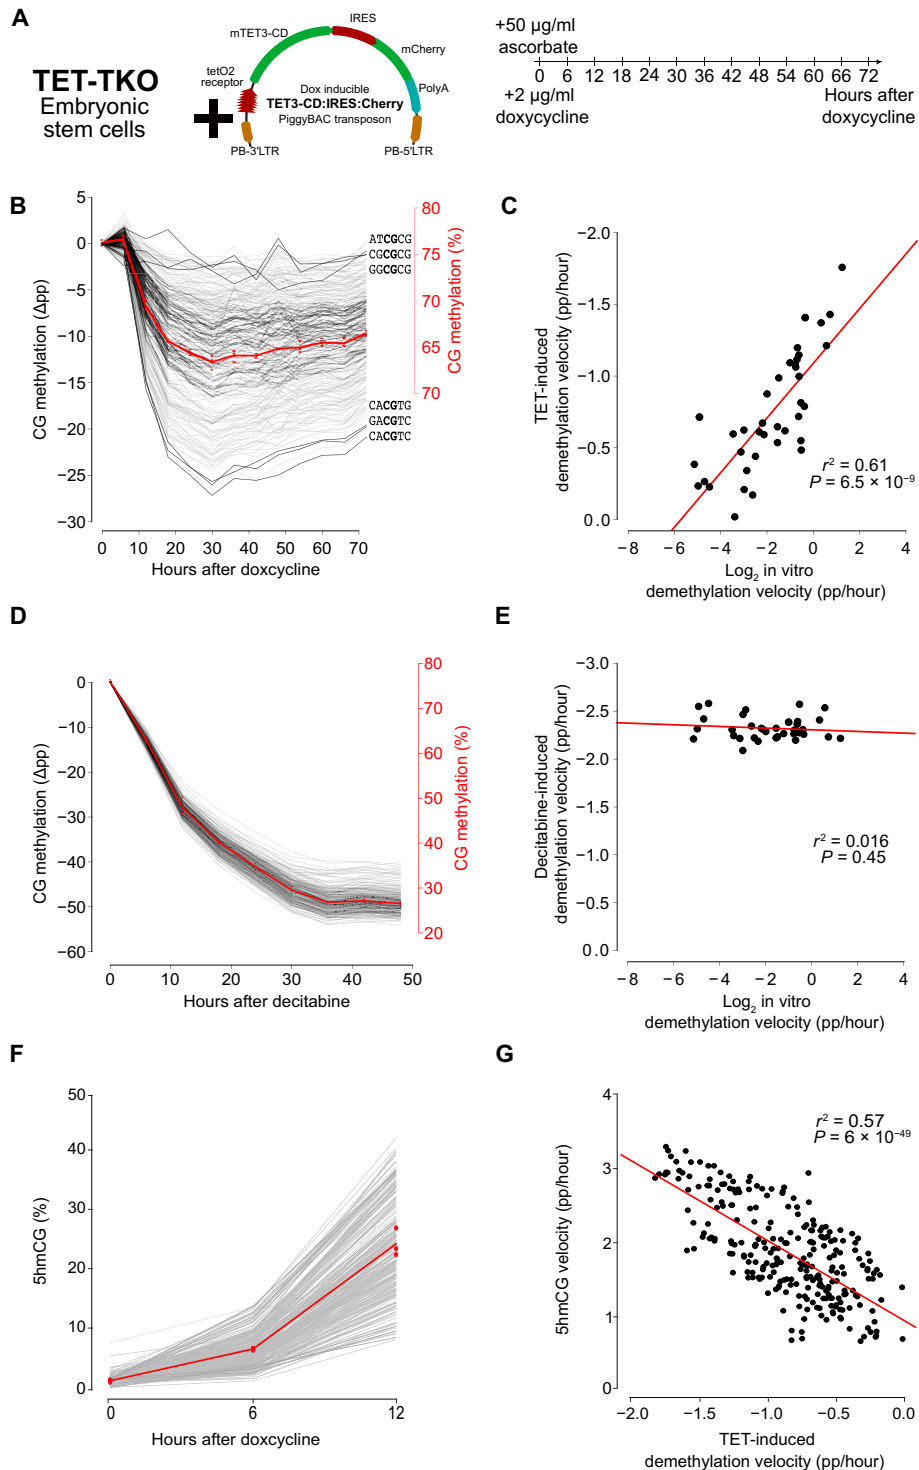 A
TET-TKO
Embryonic
stem cells
mTET3-CD
IRES
mCherry
tetO2
receptor
PolyA
Dox inducible
TET3-CD:IRES:Cherry
PiggyBAC transposon
PB-3'LTR
PB-5'LTR
+50 µg/ml
ascorbate
0 6 12 18 24 30 36 42 48 54 60 66 72
+2 µg/ml
doxycycline
Hours after
doxycycline
B
CG methylation (Δpp)
5
0
−5
−10
−15
−20
−25
−30
0 10 20 30 40 50 60 70
Hours after doxcycline
ATCGCG
CGCGCG
GGCGCG
CACGTG
GACGTC
CACGTC
80
75
70
65
70
CG methylation (%)
C
TET-induced
demethylation velocity (pp/hour)
−2.0
−1.5
−1.0
−0.5
0.0
r² = 0.61
P = 6.5 × 10⁻⁹
−8 −6 −4 −2 0 2 4
Log₂ in vitro
demethylation velocity (pp/hour)
D
CG methylation (Δpp)
0
−10
−20
−30
−40
−50
−60
0 10 20 30 40 50
Hours after decitabine
80
70
60
50
40
30
20
CG methylation (%)
E
Decitabine-induced
demethylation velocity (pp/hour)
−3.0
−2.5
−2.0
−1.5
−1.0
−0.5
0.0
r² = 0.016
P = 0.45
−8 −6 −4 −2 0 2 4
Log₂ in vitro
demethylation velocity (pp/hour)
F
5hmCG (%)
50
40
30
20
10
0
0 6 12
Hours after doxcycline
G
5hmCG velocity (pp/hour)
4
3
2
1
0
r² = 0.57
P = 6 × 10⁻⁴⁹
−2.0 −1.5 −1.0 −0.5 0.0
TET-induced
demethylation velocity (pp/hour)